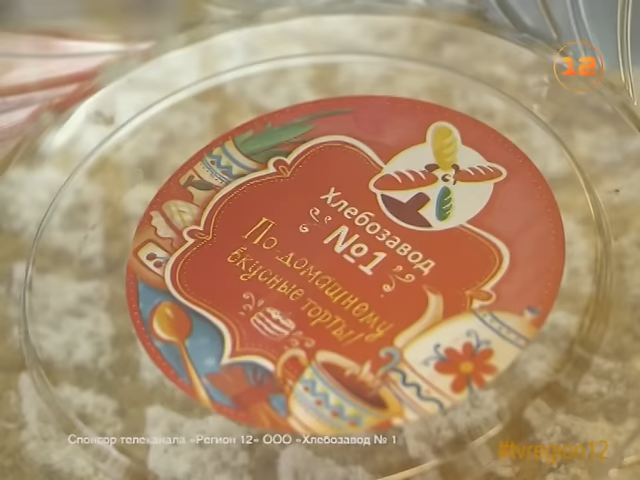 12
Хлебозавод
№1
По-домашнему
вкусные торты!
Спонсор телеканала «Регион 12» ООО «Хлебозавод № 1
#tvregion12